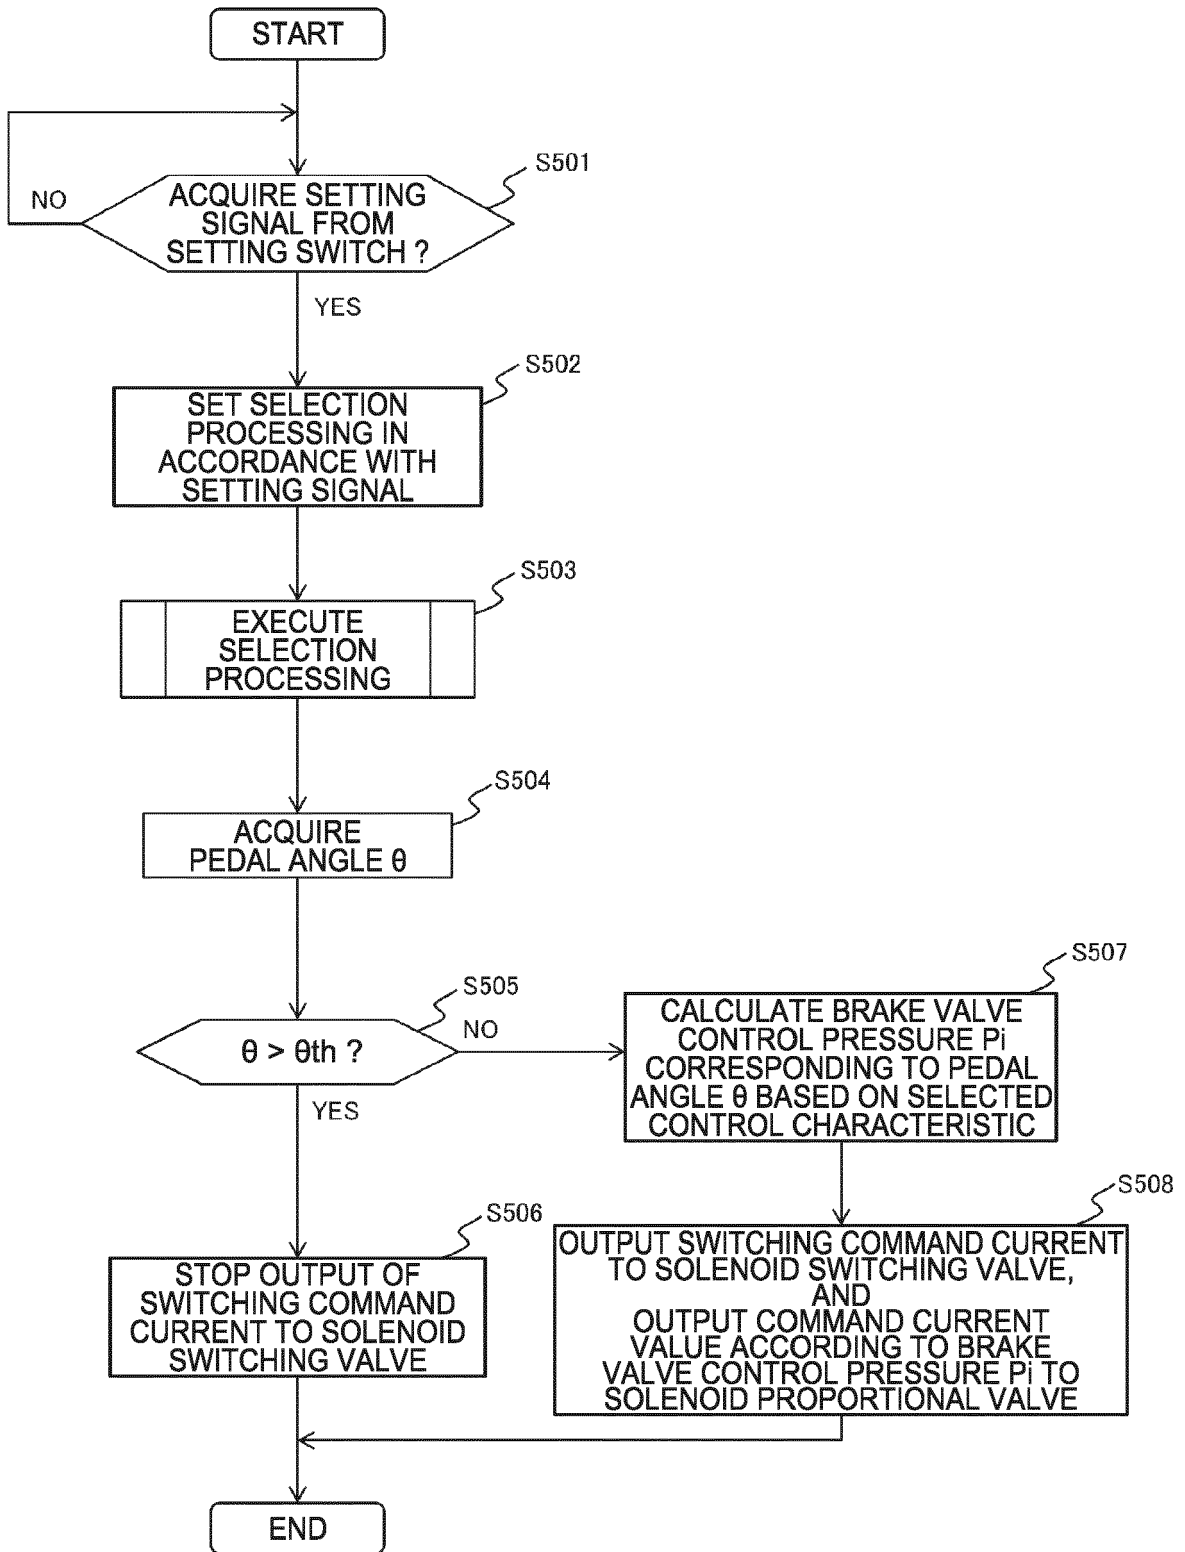 START
S501
ACQUIRE SETTING
SIGNAL FROM
SETTING SWITCH ?
NO
YES
S502
SET SELECTION
PROCESSING IN
ACCORDANCE WITH
SETTING SIGNAL
S503
EXECUTE
SELECTION
PROCESSING
S504
ACQUIRE
PEDAL ANGLE θ
S505
θ > θth ?
NO
YES
S507
CALCULATE BRAKE VALVE
CONTROL PRESSURE Pi
CORRESPONDING TO PEDAL
ANGLE θ BASED ON SELECTED
CONTROL CHARACTERISTIC
S506
STOP OUTPUT OF
SWITCHING COMMAND
CURRENT TO SOLENOID
SWITCHING VALVE
S508
OUTPUT SWITCHING COMMAND CURRENT
TO SOLENOID SWITCHING VALVE,
AND
OUTPUT COMMAND CURRENT
VALUE ACCORDING TO BRAKE
VALVE CONTROL PRESSURE Pi TO
SOLENOID PROPORTIONAL VALVE
END